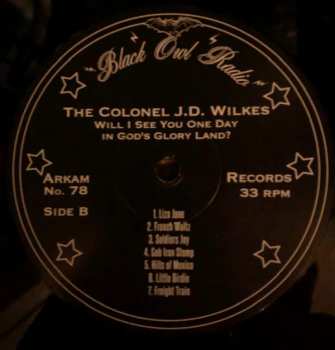 "Black Owl Radio"
The Colonel J.D. Wilkes
Will I See You One Day
in God's Glory Land?
Arkam
No. 78
Side B
Records
33 rpm
1. Liza Jane
2. French Waltz
3. Soldiers Joy
4. Cab Iron Stomp
5. Hills of Mexico
6. Little Birdie
7. Freight Train